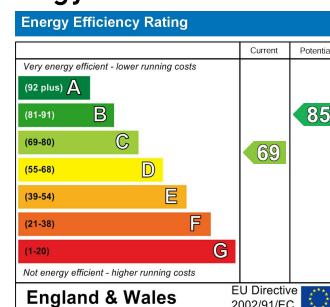 Energy Efficiency Rating
Current Potentia
Very energy efficient - lower running costs
(92 plus) A
(81-91) B 85
(69-80) C 69
(55-68) D
(39-54) E
(21-38) F
(1-20) G
Not energy efficient - higher running costs
England & Wales
EU Directive
2002/91/EC